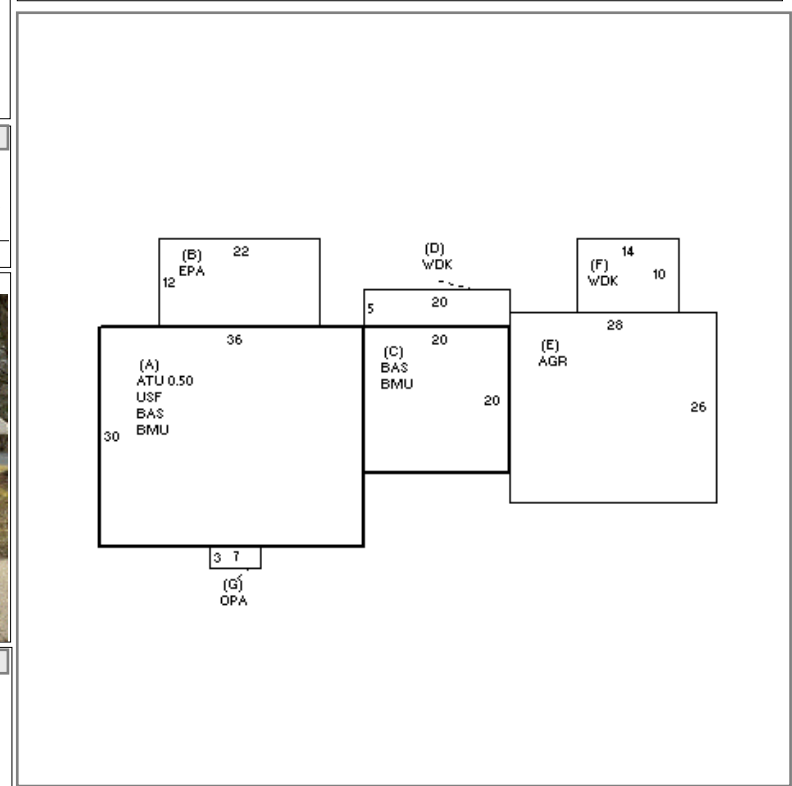 (B)
EPA
22
12
(D)
WDK
20
5
14
(F)
WDK
10
36
(A)
ATU 0.50
USF
BAS
BMU
30
20
(C)
BAS
BMU
20
28
(E)
AGR
26
3 7
(G)
OPA